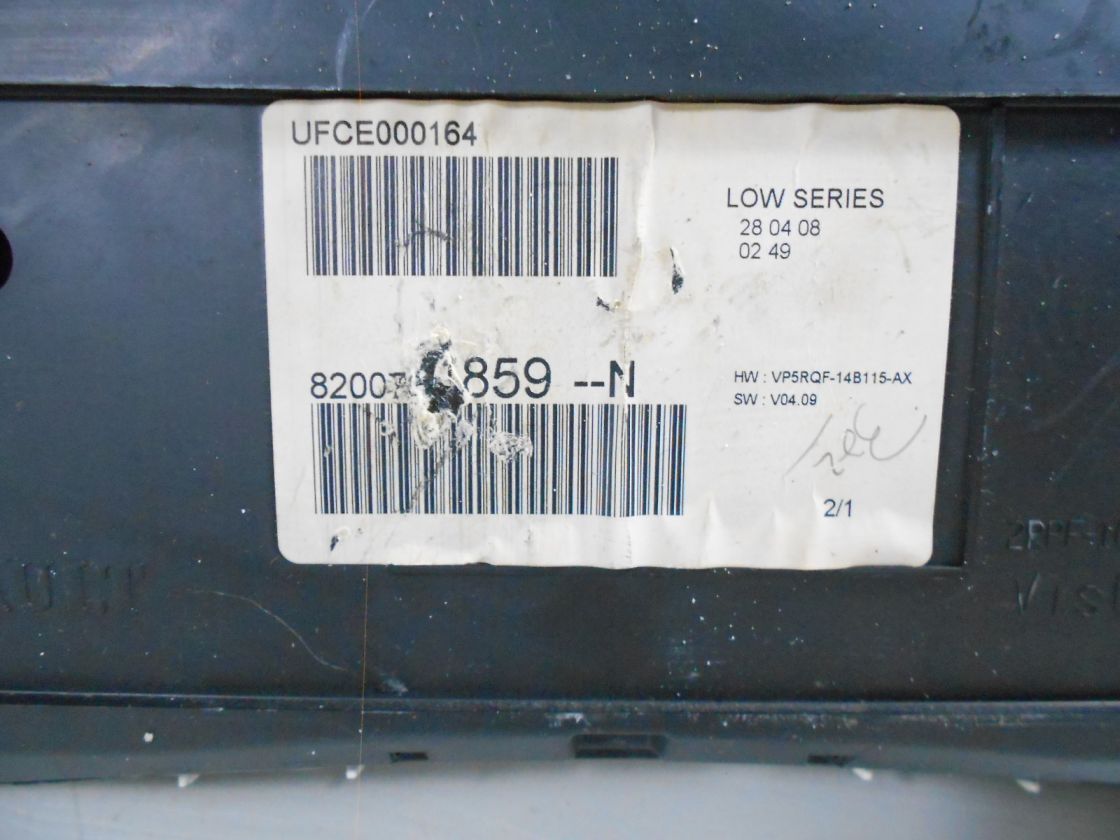 UFCE000164
LOW SERIES
28 04 08
02 49
859 --N
HW : VP5RQF-14B115-AX
SW : V04.09
2/1